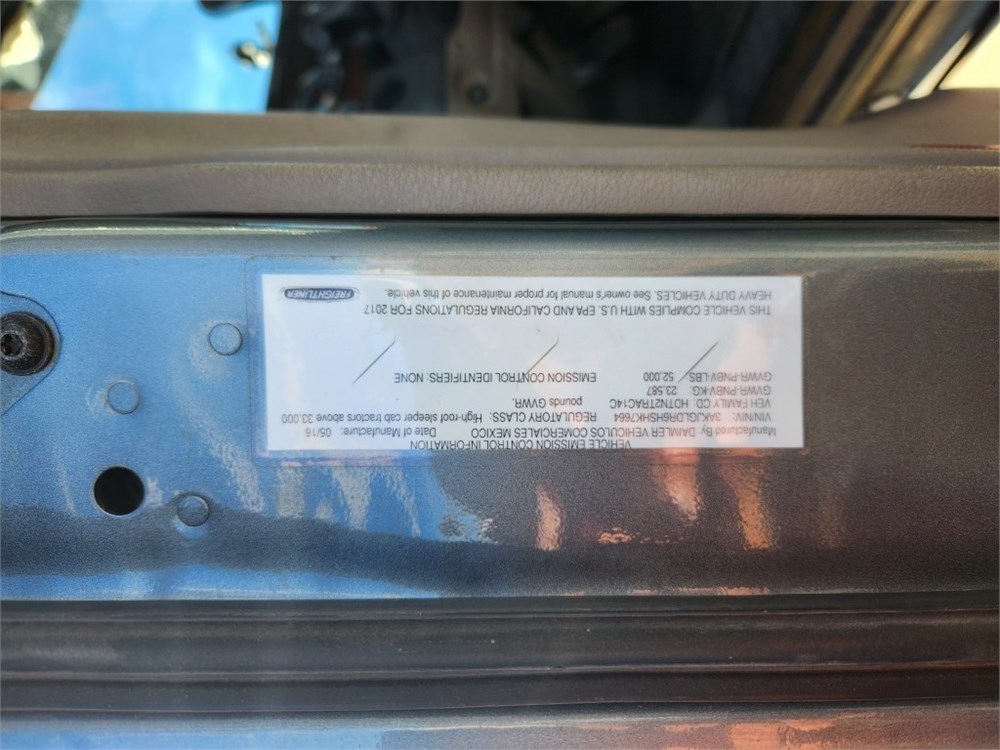 VEHICLE EMISSION CONTROL INFORMATION
Manufactured By: DAIMLER VEHICULOS COMERCIALES MEXICO Date of Manufacture: 05/16
VIN/NIV: 3AKJGLDR6HSHK7664 REGULATORY CLASS: High-roof sleeper cab tractors above 33,000
VEH FAMILY CD: HDTN2TRAC14C pounds GVWR.
GVWR-PNBV-KG: 23,587
GVWR-PNBV-LBS: 52,000 EMISSION CONTROL IDENTIFIERS: NONE
THIS VEHICLE COMPLIES WITH U.S. EPA AND CALIFORNIA REGULATIONS FOR 2017
HEAVY DUTY VEHICLES. See owner's manual for proper maintenance of this vehicle.
FREIGHTLINER